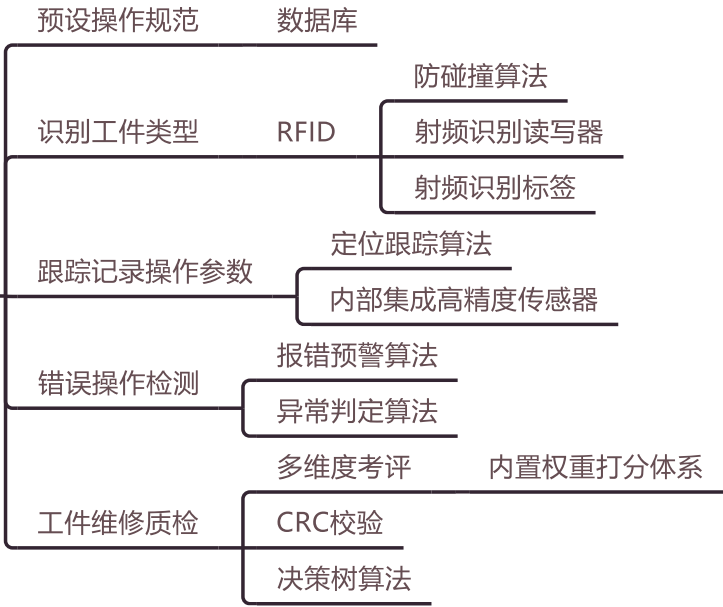 预设操作规范
数据库
识别工件类型
RFID
防碰撞算法
射频识别读写器
射频识别标签
跟踪记录操作参数
定位跟踪算法
内部集成高精度传感器
错误操作检测
报错预警算法
异常判定算法
工件维修质检
多维度考评
内置权重打分体系
CRC校验
决策树算法